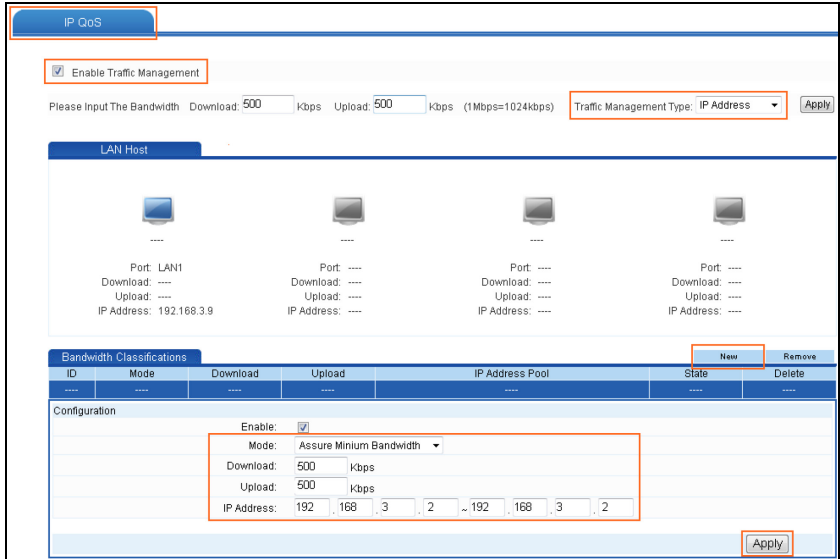 IP QoS
Enable Traffic Management
Please Input The Bandwidth Download: 500 Kbps Upload: 500 Kbps (1Mbps=1024kbps) Traffic Management Type: IP Address Apply
LAN Host
---- ---- ---- ----
Port: LAN1 Port: ---- Port: ---- Port: ----
Download: ---- Download: ---- Download: ---- Download: ----
Upload: ---- Upload: ---- Upload: ---- Upload: ----
IP Address: 192.168.3.9 IP Address: ---- IP Address: ---- IP Address: ----
Bandwidth Classifications New Remove
ID Mode Download Upload IP Address Pool State Delete
---- ---- ---- ---- ---- ---- ----
Configuration
Enable:
Mode: Assure Minium Bandwidth
Download: 500 Kbps
Upload: 500 Kbps
IP Address: 192 . 168 . 3 . 2 ~ 192 . 168 . 3 . 2
Apply